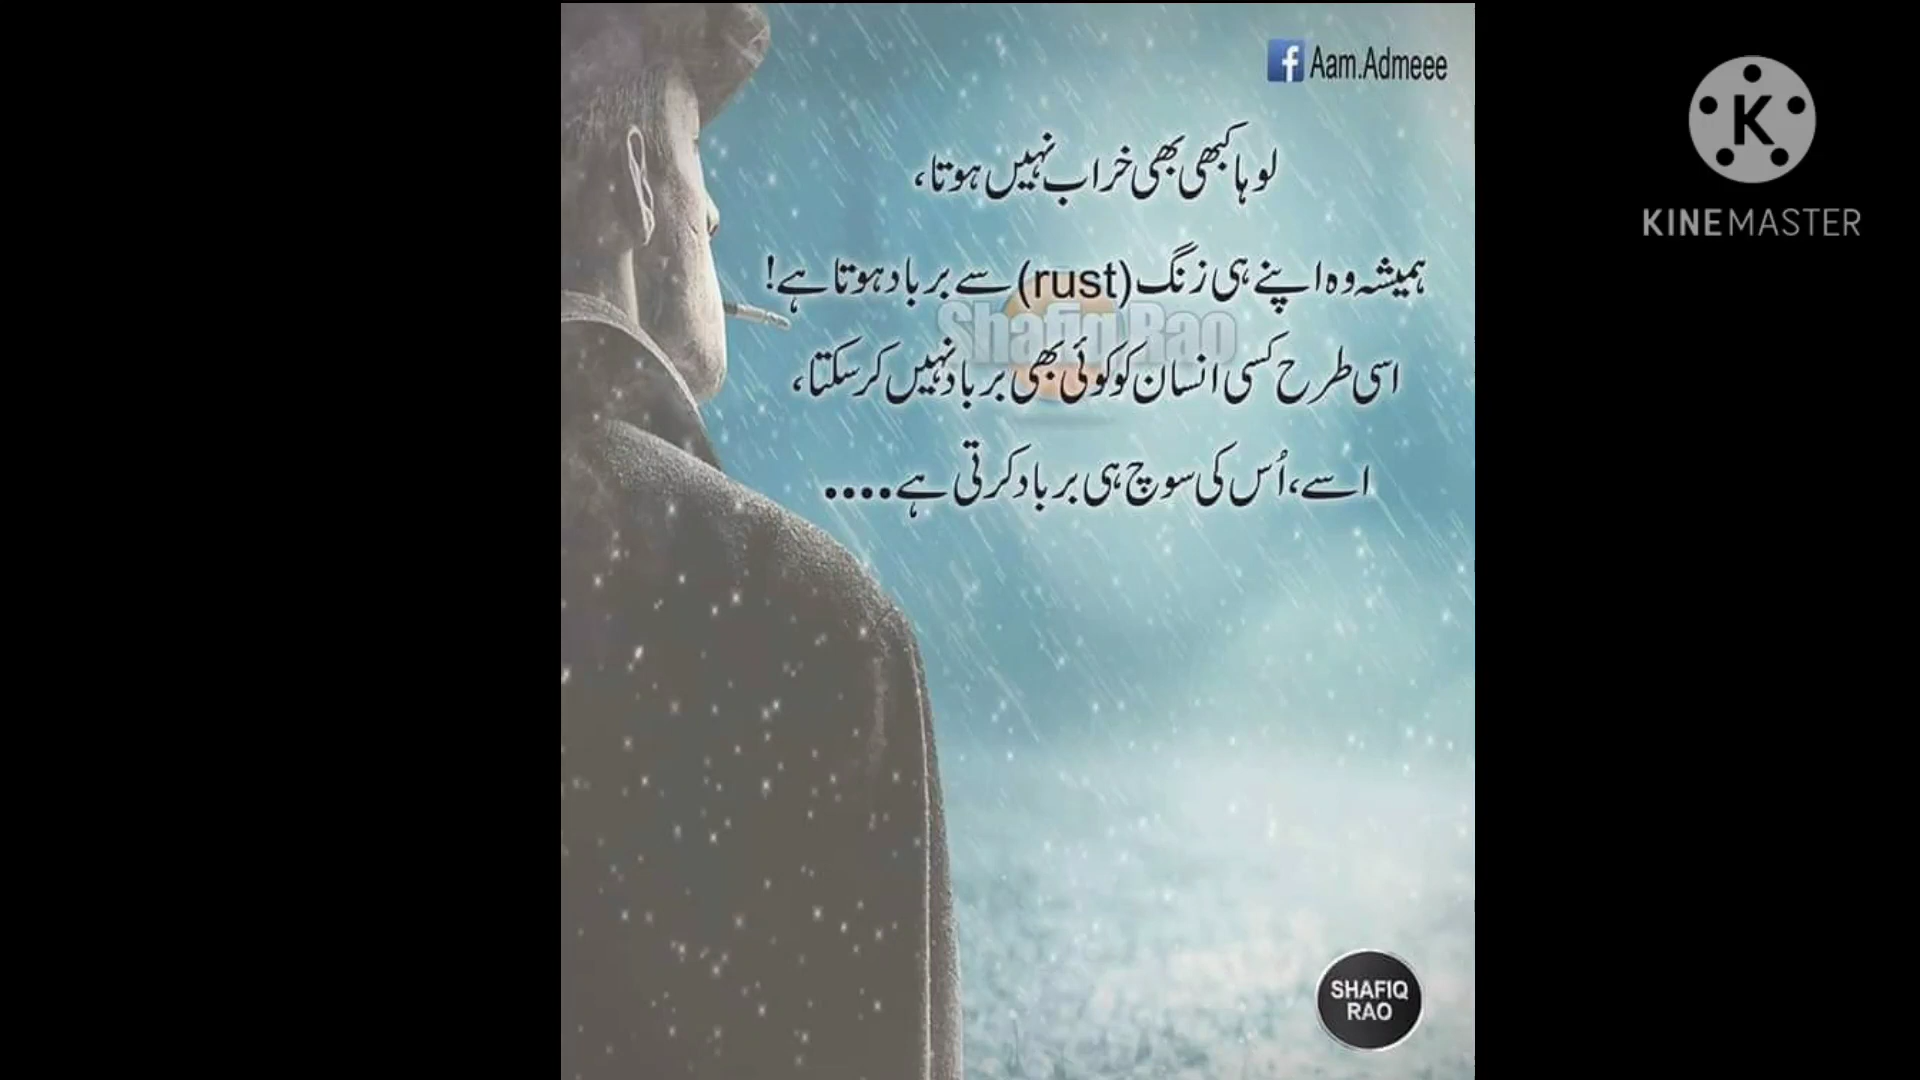 Aam.Admeee
KINEMASTER
لوہا کبھی بھی خراب نہیں ہوتا،
ہمیشہ وہ اپنے ہی زنگ (rust) سے برباد ہوتا ہے!
Shafiq Rao
اسی طرح کسی انسان کو کوئی بھی برباد نہیں کر سکتا،
اسے، اُس کی سوچ ہی برباد کرتی ہے....
SHAFIQ
RAO